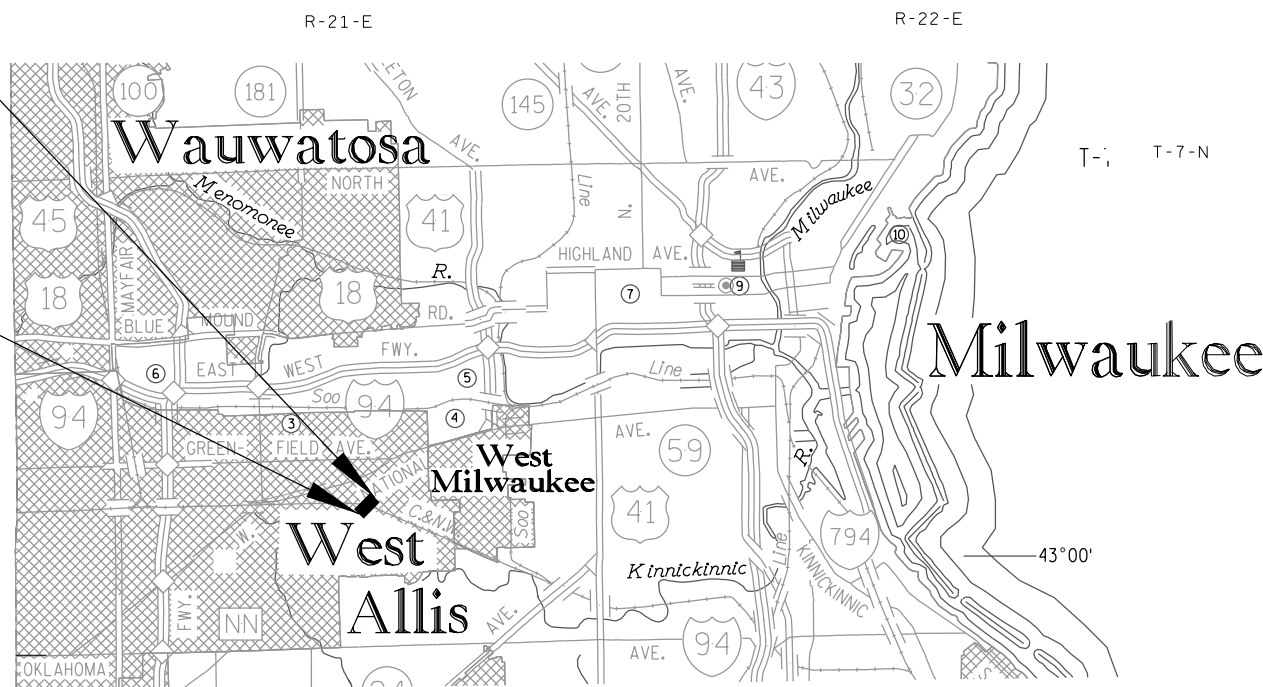 R-21-E
R-22-E
100
181
145
43
32
20TH
N.
AVE.
AVE.
AVE.
Wauwatosa
T-7-N
NORTH
AVE.
Menomonee
R.
45
41
Line
Milwaukee
18
18
MAYFAIR
HIGHLAND AVE.
10
7
9
BLUE MOUND RD.
Milwaukee
EAST WEST FWY.
6
5
Line
Soo
94
94
3
4
GREEN- FIELD AVE.
AVE.
59
R.
West
Milwaukee
C.&N.W.
Soo
41
794
West
Allis
W.
Line
43°00'
Kinnickinnic
KINNICKINNIC
FWY.
NN
AVE.
94
AVE.
OKLAHOMA